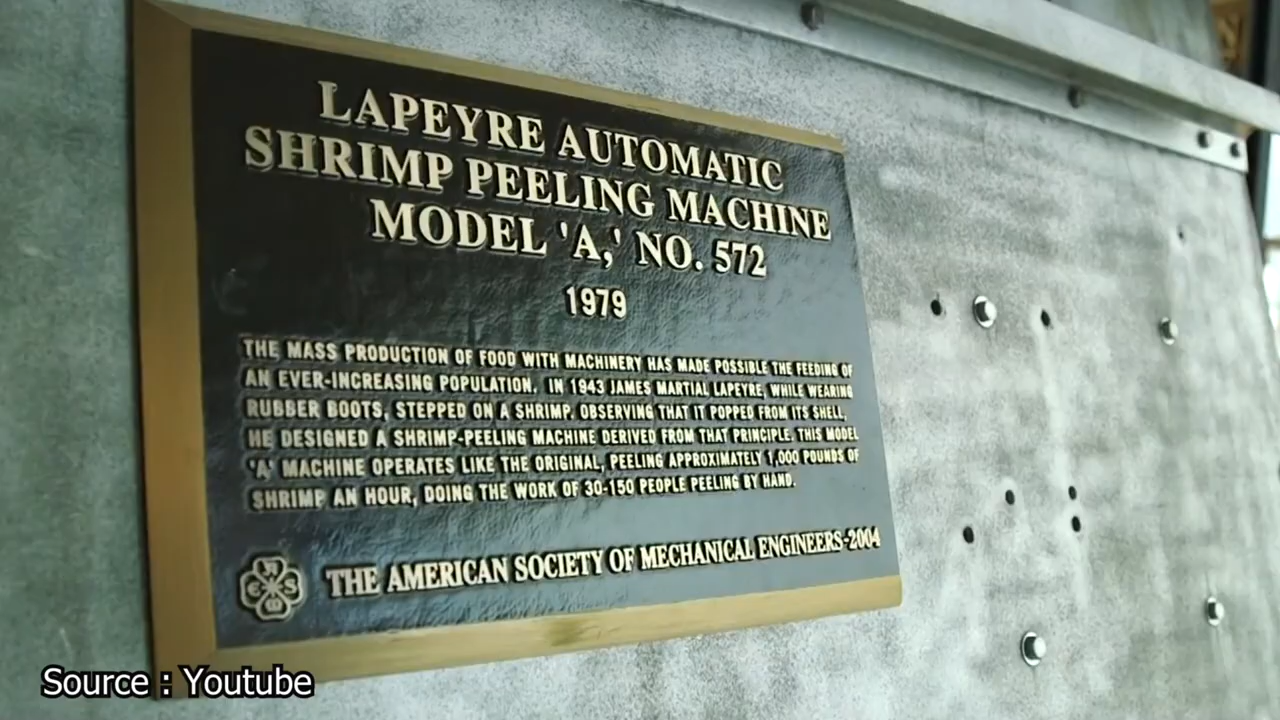 LAPEYRE AUTOMATIC
SHRIMP PEELING MACHINE
MODEL 'A,' NO. 572
1979
THE MASS PRODUCTION OF FOOD WITH MACHINERY HAS MADE POSSIBLE THE FEEDING OF
AN EVER-INCREASING POPULATION. IN 1943 JAMES MARTIAL LAPEYRE, WHILE WEARING
RUBBER BOOTS, STEPPED ON A SHRIMP. OBSERVING THAT IT POPPED FROM ITS SHELL,
HE DESIGNED A SHRIMP-PEELING MACHINE DERIVED FROM THAT PRINCIPLE. THIS MODEL
'A,' MACHINE OPERATES LIKE THE ORIGINAL, PEELING APPROXIMATELY 1,000 POUNDS OF
SHRIMP AN HOUR, DOING THE WORK OF 30-150 PEOPLE PEELING BY HAND.
THE AMERICAN SOCIETY OF MECHANICAL ENGINEERS-2004
Source : Youtube